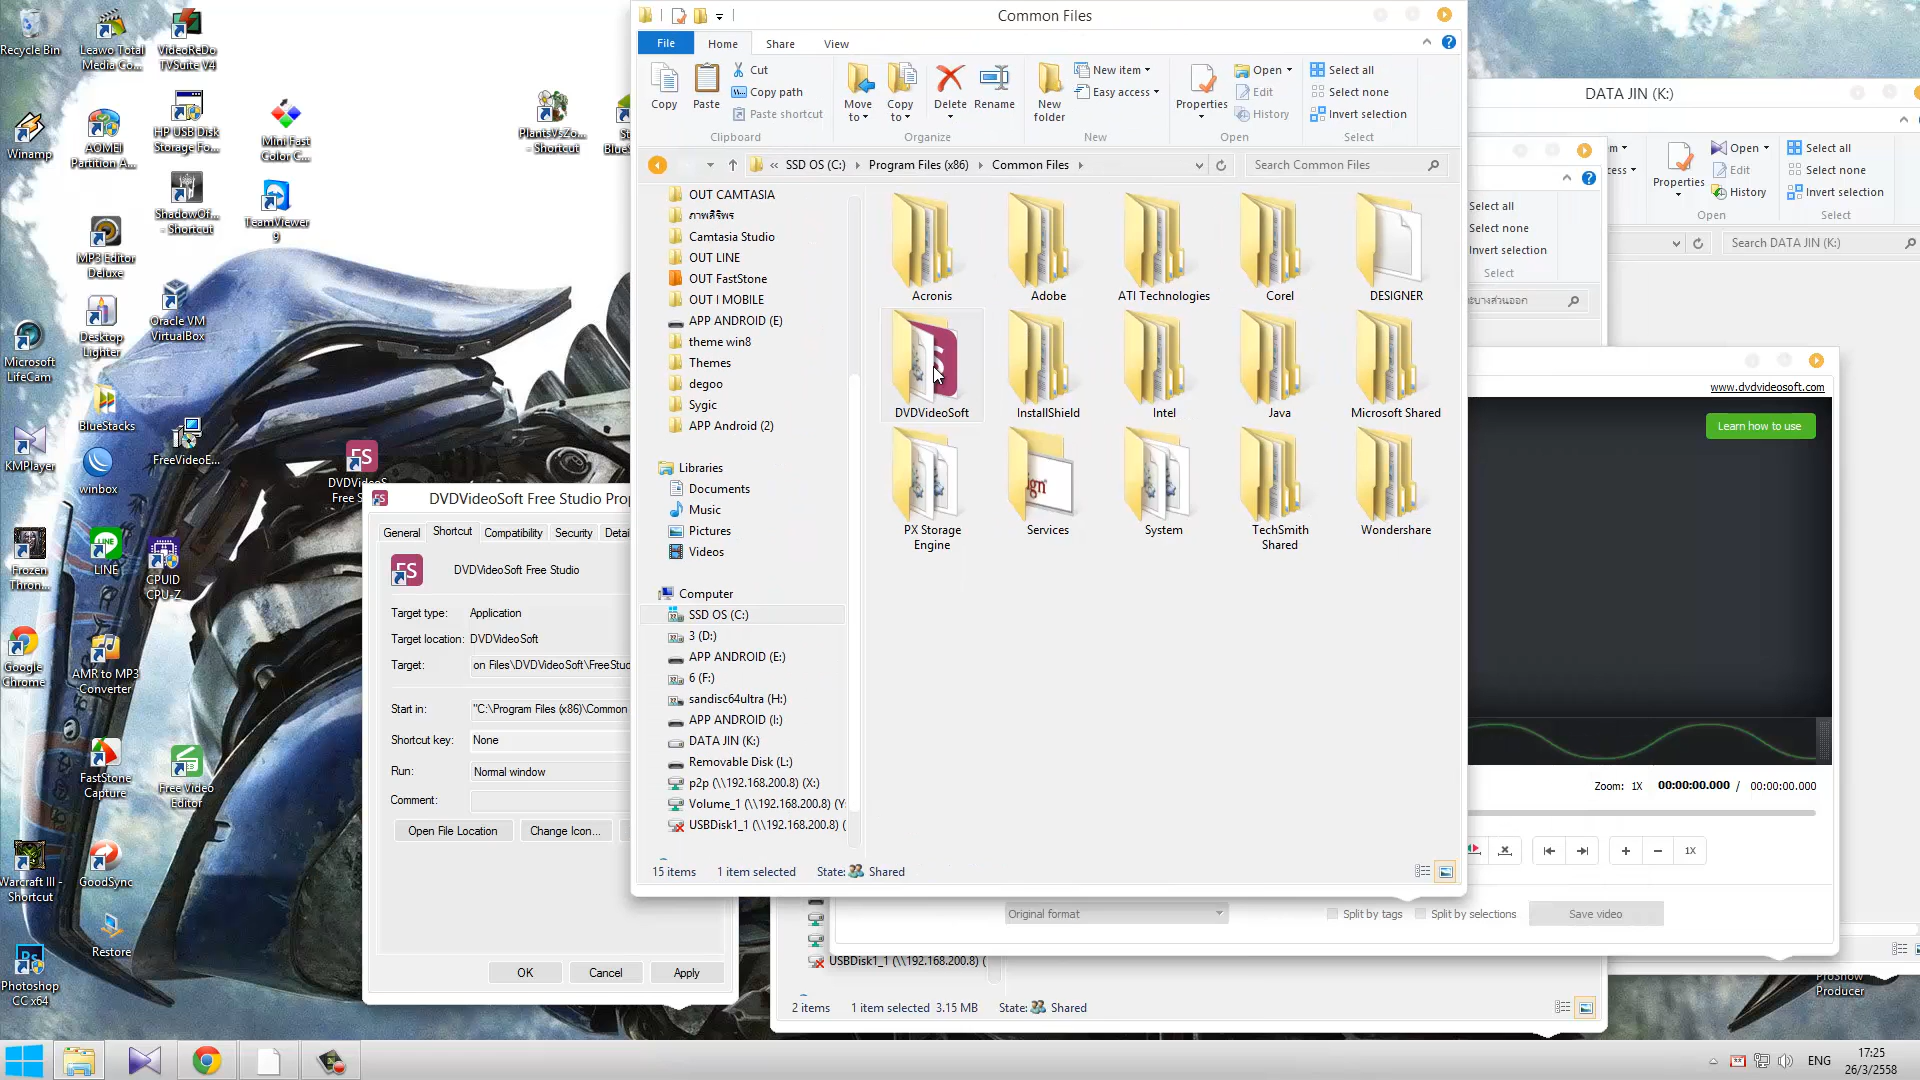 Recycle Bin
Leawo Total
Media Co...
VideoReDo
TVSuite V4
Winamp
AOMEI
Partition A...
HP USB Disk
Storage Fo...
Mini Fast
Color C...
PlantsVsZo...
- Shortcut
ShadowOf...
- Shortcut
TeamViewer
9
MP3 Editor
Deluxe
Microsoft
LifeCam
Desktop
Lighter
Oracle VM
VirtualBox
KMPlayer
BlueStacks
winbox
FreeVideoE...
Frozen
Thron...
LINE
CPUID
CPU-Z
Google
Chrome
AMR to MP3
Converter
FastStone
Capture
Free Video
Editor
Warcraft III -
Shortcut
GoodSync
Photoshop
CC x64
Restore
ProShow
Producer
DVDVideoSoft Free Studio Prop
General
Shortcut
Compatibility
Security
Detai
FS
DVDVideoSoft Free Studio
Target type: Application
Target location: DVDVideoSoft
Target: on Files\DVDVideoSoft\FreeStud
Start in: "C:\Program Files (x86)\Common
Shortcut key: None
Run: Normal window
Comment:
Open File Location
Change Icon...
OK
Cancel
Apply
Common Files
File
Home
Share
View
Copy
Paste
Cut
Copy path
Paste shortcut
Clipboard
Move
to
Copy
to
Delete
Rename
Organize
New
folder
New item
Easy access
New
Properties
Open
Edit
History
Open
Select all
Select none
Invert selection
Select
« SSD OS (C:)
Program Files (x86)
Common Files
Search Common Files
OUT CAMTASIA
ภาพสิริพร
Camtasia Studio
OUT LINE
OUT FastStone
OUT I MOBILE
APP ANDROID (E)
theme win8
Themes
degoo
Sygic
APP Android (2)
Libraries
Documents
Music
Pictures
Videos
Computer
SSD OS (C:)
3 (D:)
APP ANDROID (E:)
6 (F:)
sandisc64ultra (H:)
APP ANDROID (I:)
DATA JIN (K:)
Removable Disk (L:)
p2p (\\192.168.200.8) (X:)
Volume_1 (\\192.168.200.8) (Y:
USBDisk1_1 (\\192.168.200.8) (
Acronis
Adobe
ATI Technologies
Corel
DESIGNER
DVDVideoSoft
InstallShield
Intel
Java
Microsoft Shared
PX Storage
Engine
Services
System
TechSmith
Shared
Wondershare
15 items
1 item selected
State:
Shared
DATA JIN (K:)
Properties
Open
Edit
History
Open
Select all
Select none
Invert selection
Select
Search DATA JIN (K:)
Select all
Select none
Invert selection
Select
www.dvdvideosoft.com
Learn how to use
Zoom: 1X 00:00:00.000 / 00:00:00.000
1X
Original format
Split by tags
Split by selections
Save video
USBDisk1_1 (\\192.168.200.8) (
2 items
1 item selected 3.15 MB
State:
Shared
ENG
17:25
26/3/2558